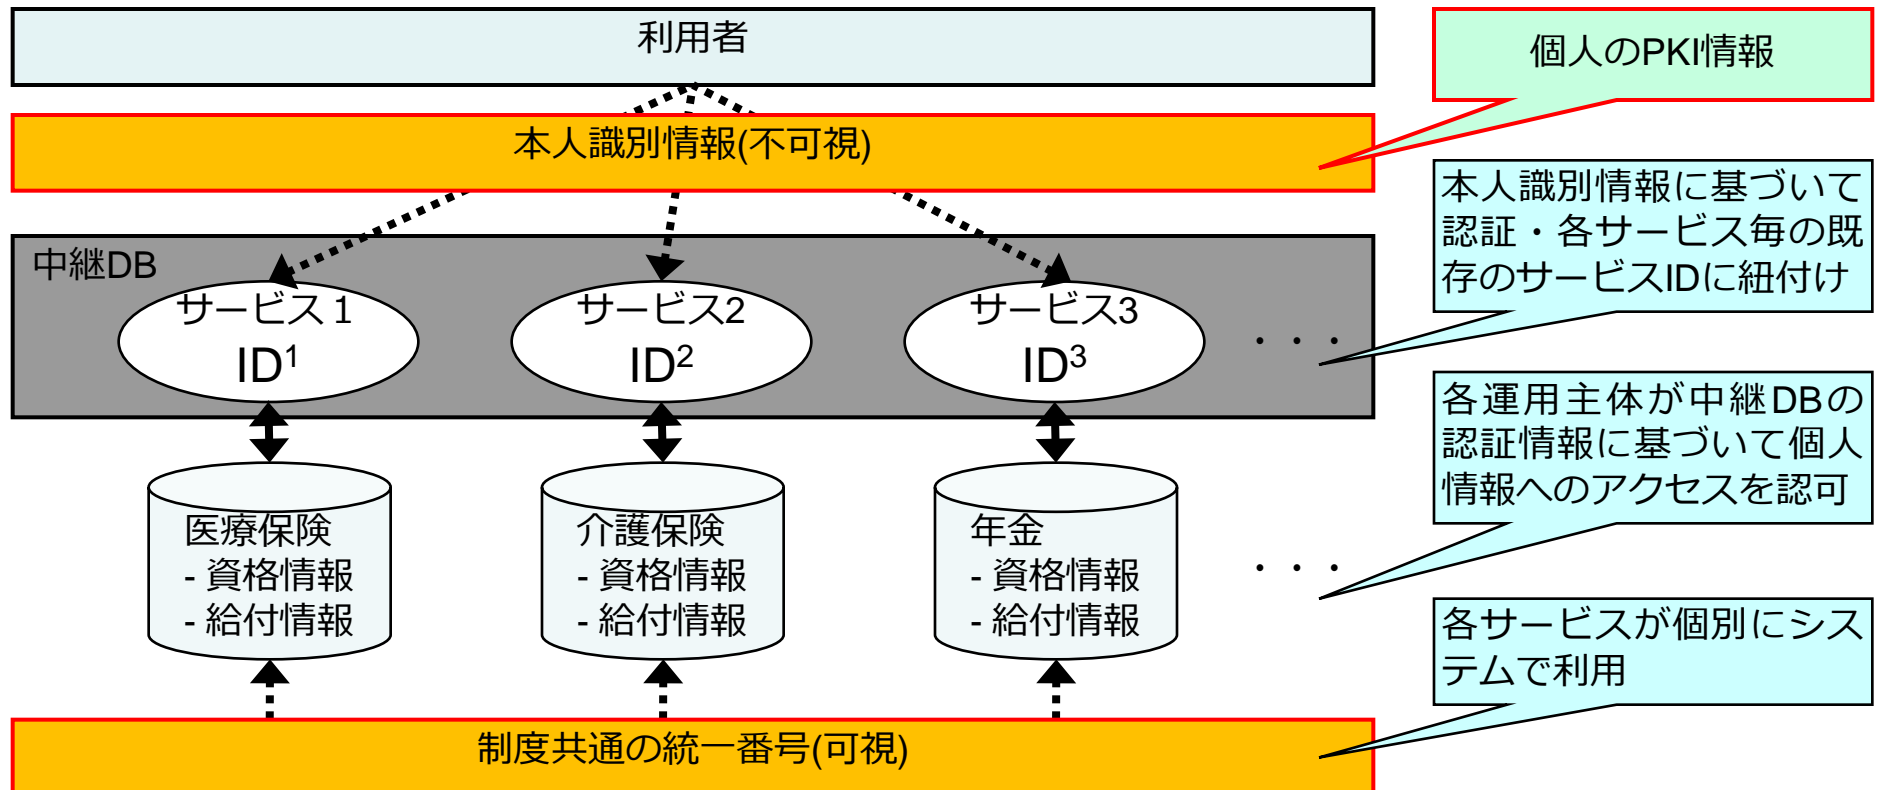 利用者
個人のPKI情報
本人識別情報(不可視)
本人識別情報に基づいて
認証・各サービス毎の既
存のサービスIDに紐付け
中継DB
サービス１
ID¹
サービス2
ID²
サービス3
ID³
・・・
各運用主体が中継DBの
認証情報に基づいて個人
情報へのアクセスを認可
医療保険
- 資格情報
- 給付情報
介護保険
- 資格情報
- 給付情報
年金
- 資格情報
- 給付情報
・・・
各サービスが個別にシス
テムで利用
制度共通の統一番号(可視)